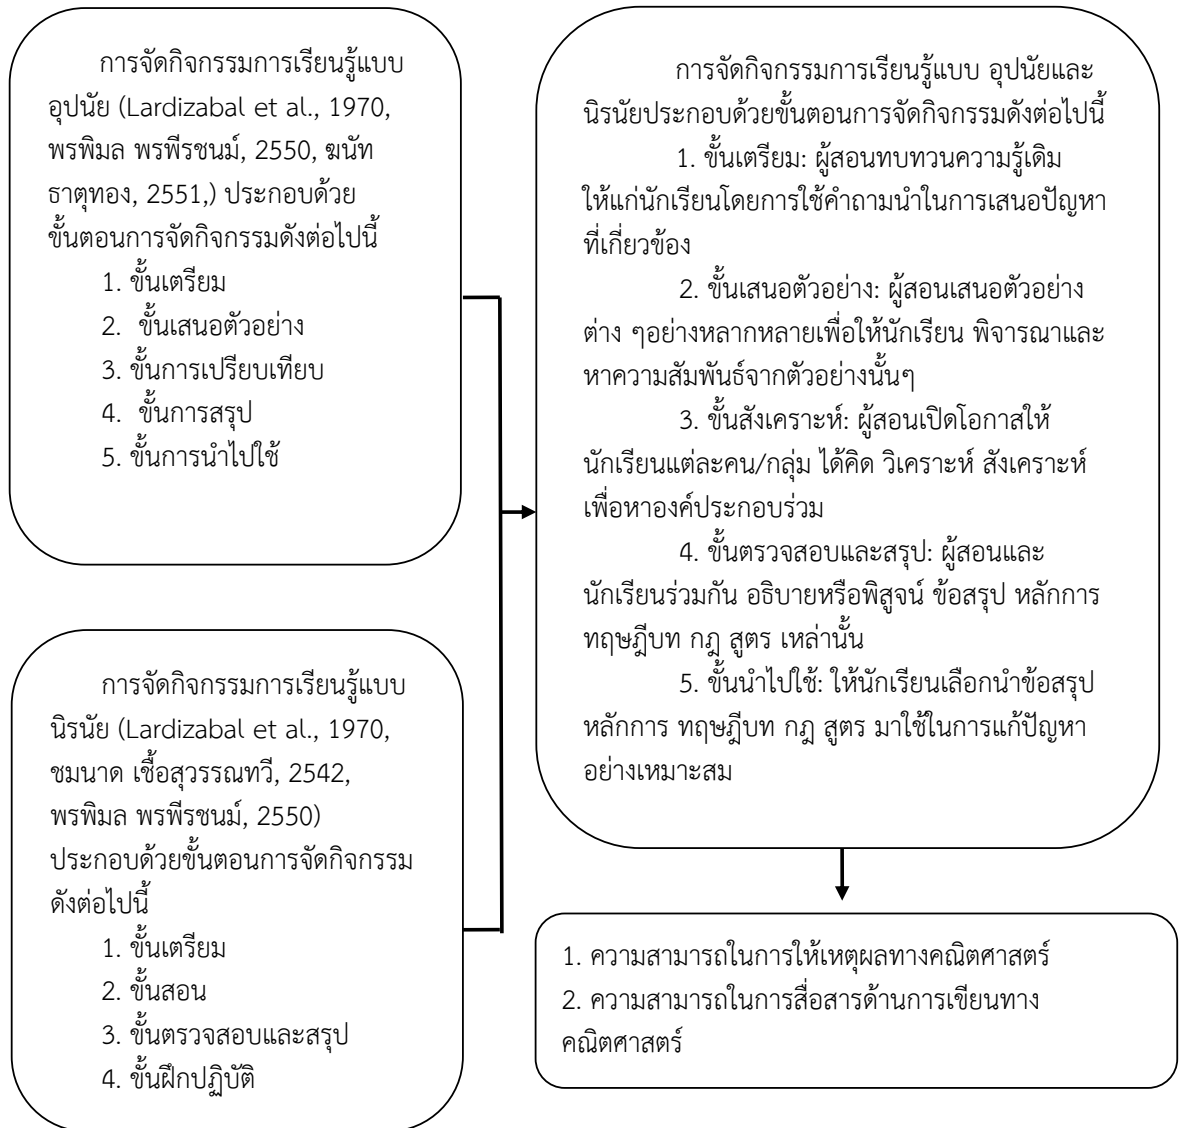 การจัดกิจกรรมการเรียนรู้แบบ
อุปนัย (Lardizabal et al., 1970,
พรพิมล พรพีรชนม์, 2550, ฆนัท
ธาตุทอง, 2551,) ประกอบด้วย
ขั้นตอนการจัดกิจกรรมดังต่อไปนี้
1. ขั้นเตรียม
2. ขั้นเสนอตัวอย่าง
3. ขั้นการเปรียบเทียบ
4. ขั้นการสรุป
5. ขั้นการนำไปใช้
การจัดกิจกรรมการเรียนรู้แบบ
นิรนัย (Lardizabal et al., 1970,
ชมนาด เชื้อสุวรรณทวี, 2542,
พรพิมล พรพีรชนม์, 2550)
ประกอบด้วยขั้นตอนการจัดกิจกรรม
ดังต่อไปนี้
1. ขั้นเตรียม
2. ขั้นสอน
3. ขั้นตรวจสอบและสรุป
4. ขั้นฝึกปฏิบัติ
การจัดกิจกรรมการเรียนรู้แบบ อุปนัยและ
นิรนัยประกอบด้วยขั้นตอนการจัดกิจกรรมดังต่อไปนี้
1. ขั้นเตรียม: ผู้สอนทบทวนความรู้เดิม
ให้แก่นักเรียนโดยการใช้คำถามนำในการเสนอปัญหา
ที่เกี่ยวข้อง
2. ขั้นเสนอตัวอย่าง: ผู้สอนเสนอตัวอย่าง
ต่าง ๆอย่างหลากหลายเพื่อให้นักเรียน พิจารณาและ
หาความสัมพันธ์จากตัวอย่างนั้นๆ
3. ขั้นสังเคราะห์: ผู้สอนเปิดโอกาสให้
นักเรียนแต่ละคน/กลุ่ม ได้คิด วิเคราะห์ สังเคราะห์
เพื่อหาองค์ประกอบร่วม
4. ขั้นตรวจสอบและสรุป: ผู้สอนและ
นักเรียนร่วมกัน อธิบายหรือพิสูจน์ ข้อสรุป หลักการ
ทฤษฎีบท กฎ สูตร เหล่านั้น
5. ขั้นนำไปใช้: ให้นักเรียนเลือกนำข้อสรุป
หลักการ ทฤษฎีบท กฎ สูตร มาใช้ในการแก้ปัญหา
อย่างเหมาะสม
1. ความสามารถในการให้เหตุผลทางคณิตศาสตร์
2. ความสามารถในการสื่อสารด้านการเขียนทาง
คณิตศาสตร์